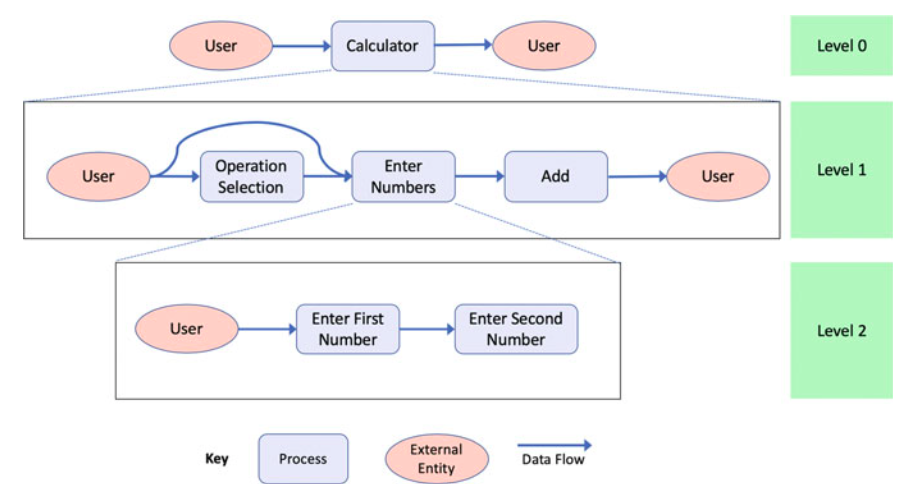 User
Calculator
User
Level 0
User
Operation
Selection
Enter
Numbers
Add
User
Level 1
User
Enter First
Number
Enter Second
Number
Level 2
Key
Process
External
Entity
Data Flow